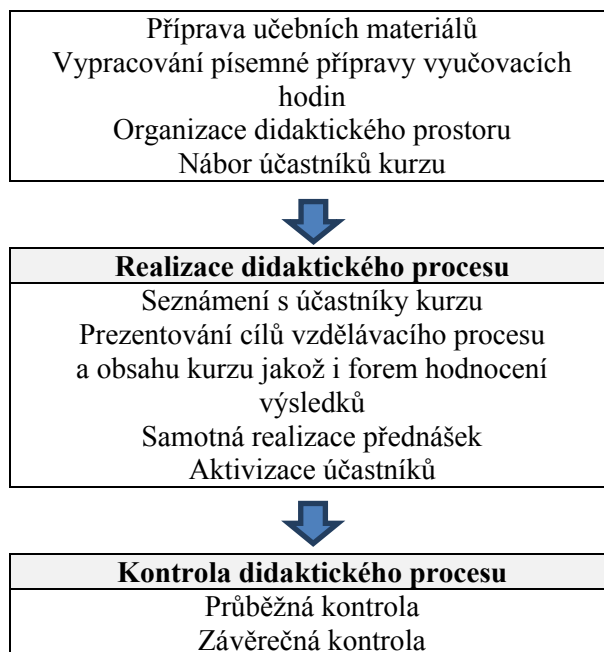 Příprava učebních materiálů
Vypracování písemné přípravy vyučovacích
hodin
Organizace didaktického prostoru
Nábor účastníků kurzu
Realizace didaktického procesu
Seznámení s účastníky kurzu
Prezentování cílů vzdělávacího procesu
a obsahu kurzu jakož i forem hodnocení
výsledků
Samotná realizace přednášek
Aktivizace účastníků
Kontrola didaktického procesu
Průběžná kontrola
Závěrečná kontrola